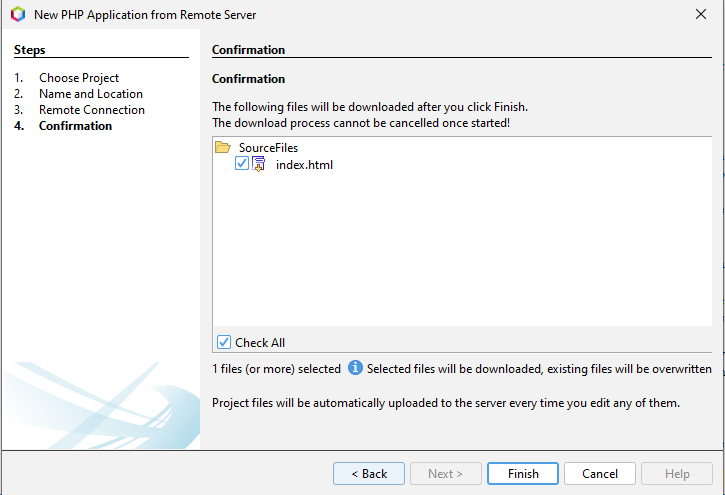 New PHP Application from Remote Server
Steps
1. Choose Project
2. Name and Location
3. Remote Connection
4. Confirmation
Confirmation
Confirmation
The following files will be downloaded after you click Finish.
The download process cannot be cancelled once started!
SourceFiles
index.html
Check All
1 files (or more) selected Selected files will be downloaded, existing files will be overwritten
Project files will be automatically uploaded to the server every time you edit any of them.
< Back Next > Finish Cancel Help